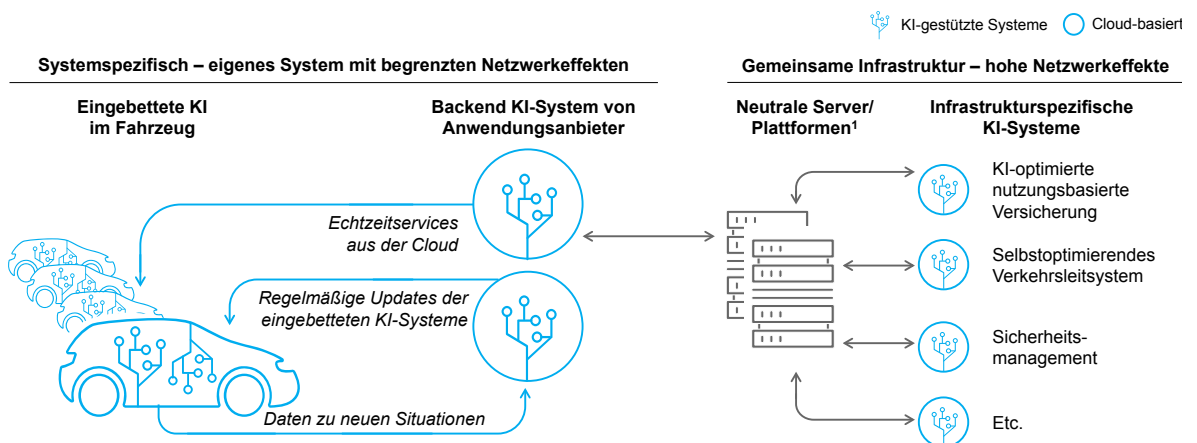 KI-gestützte Systeme
Cloud-basiert
Systemspezifisch – eigenes System mit begrenzten Netzwerkeffekten
Gemeinsame Infrastruktur – hohe Netzwerkeffekte
Eingebettete KI
im Fahrzeug
Backend KI-System von
Anwendungsanbieter
Neutrale Server/
Plattformen¹
Infrastrukturspezifische
KI-Systeme
Echtzeitservices
aus der Cloud
Regelmäßige Updates der
eingebetteten KI-Systeme
Daten zu neuen Situationen
KI-optimierte
nutzungsbasierte
Versicherung
Selbstoptimierendes
Verkehrsleitsystem
Sicherheits-
management
Etc.